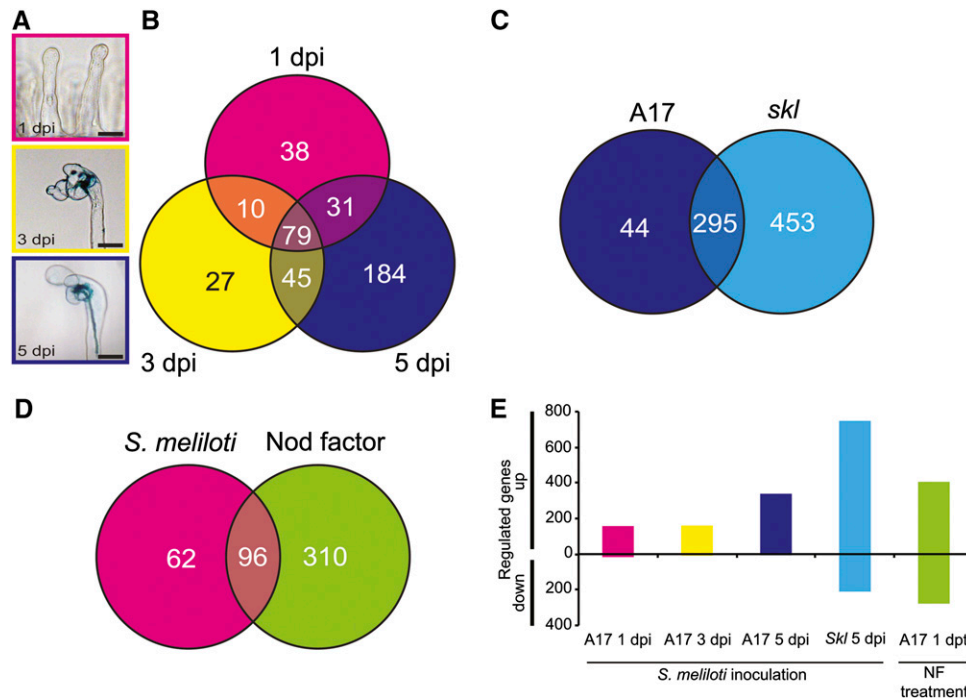 A
1 dpi
3 dpi
5 dpi
B
1 dpi
38
10
31
79
27
45
184
3 dpi
5 dpi
C
A17
skl
44
295
453
D
S. meliloti
Nod factor
62
96
310
E
Regulated genes
up
down
800
600
400
200
0
200
400
A17 1 dpi
A17 3 dpi
A17 5 dpi
Skl 5 dpi
A17 1 dpt
S. meliloti inoculation
NF
treatment